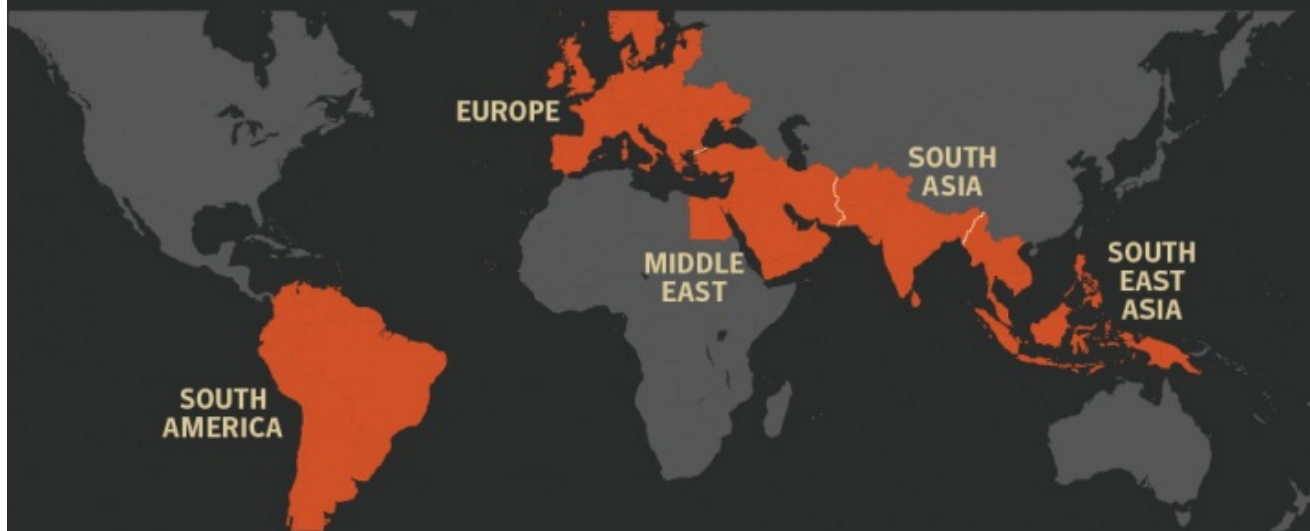 EUROPE
SOUTH
ASIA
MIDDLE
EAST
SOUTH
EAST
ASIA
SOUTH
AMERICA